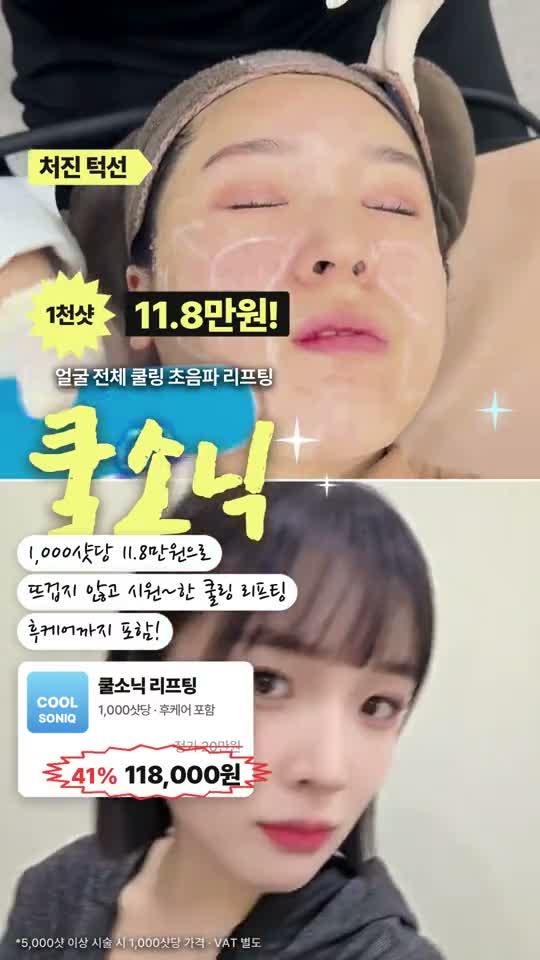 처진 턱선
1천샷
11.8만원!
얼굴 전체 쿨링 초음파 리프팅
쿨소닉
1,000샷당 11.8만원으로
뜨겁지 않고 시원~한 쿨링 리프팅
후케어까지 포함!
COOL
SONIQ
쿨소닉 리프팅
1,000샷당 · 후케어 포함
정가 20만원
41% 118,000원
*5,000샷 이상 시술 시 1,000샷당 가격 · VAT 별도